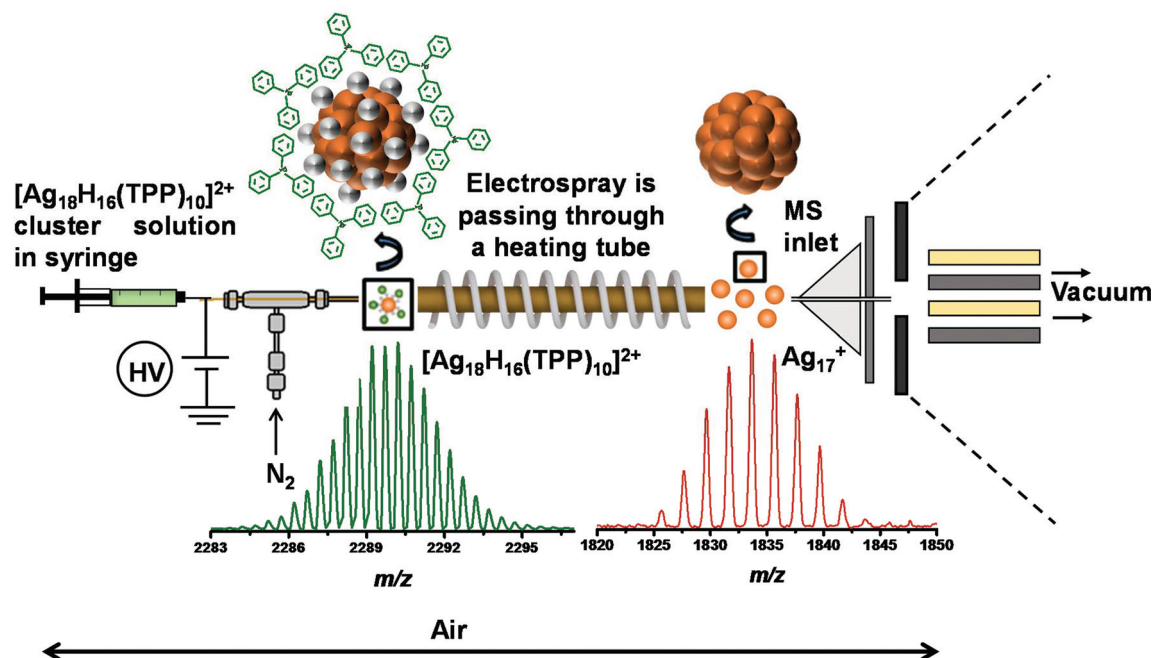 [Ag18H16(TPP)10]2+
cluster solution
in syringe
Electrospray is
passing through
a heating tube
MS
inlet
Vacuum
HV
N2
[Ag18H16(TPP)10]2+
Ag17+
2283 2286 2289 2292 2295
m/z
1820 1825 1830 1835 1840 1845 1850
m/z
Air